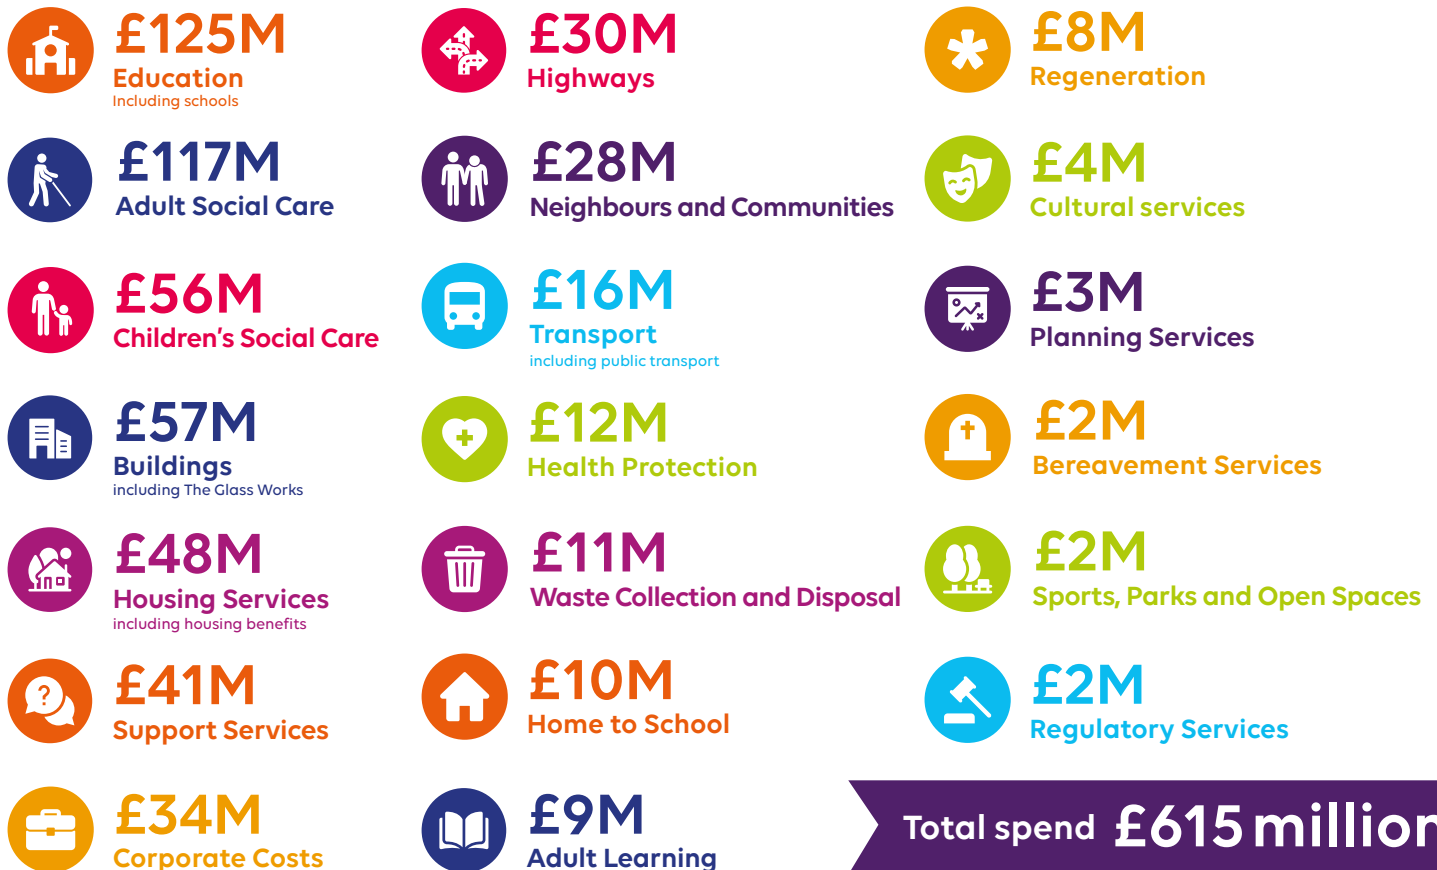 £125M
Education
Including schools
£117M
Adult Social Care
£56M
Children's Social Care
£57M
Buildings
including The Glass Works
£48M
Housing Services
including housing benefits
£41M
Support Services
£34M
Corporate Costs
£30M
Highways
£28M
Neighbours and Communities
£16M
Transport
including public transport
£12M
Health Protection
£11M
Waste Collection and Disposal
£10M
Home to School
£9M
Adult Learning
£8M
Regeneration
£4M
Cultural services
£3M
Planning Services
£2M
Bereavement Services
£2M
Sports, Parks and Open Spaces
£2M
Regulatory Services
Total spend £615 million